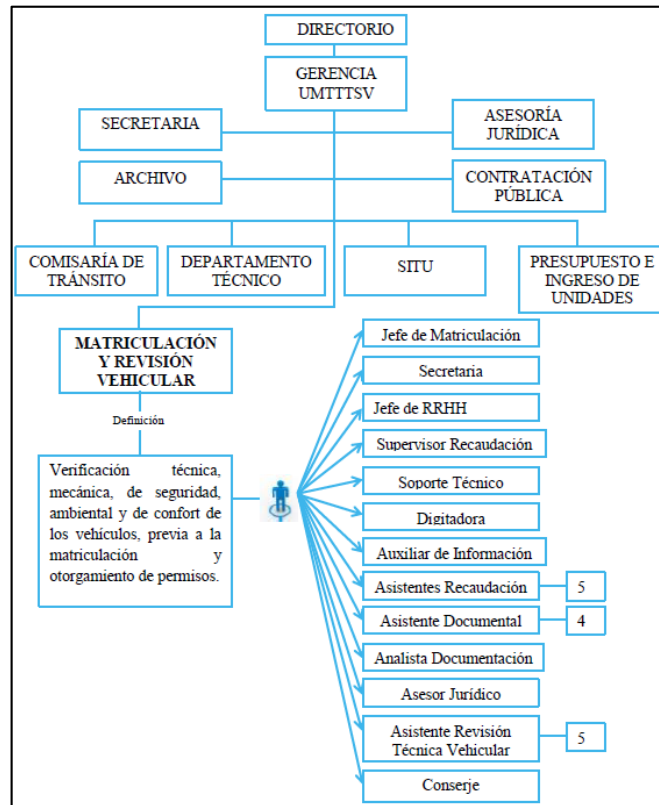 DIRECTORIO
GERENCIA
UMTTTSV
SECRETARIA
ASESORÍA
JURÍDICA
ARCHIVO
CONTRATACIÓN
PÚBLICA
COMISARÍA DE
TRÁNSITO
DEPARTAMENTO
TÉCNICO
SITU
PRESUPUESTO E
INGRESO DE
UNIDADES
MATRICULACIÓN
Y REVISIÓN
VEHICULAR
Definición
Verificación técnica,
mecánica, de seguridad,
ambiental y de confort de
los vehículos, previa a la
matriculación y
otorgamiento de permisos.
Jefe de Matriculación
Secretaria
Jefe de RRHH
Supervisor Recaudación
Soporte Técnico
Digitadora
Auxiliar de Información
Asistentes Recaudación
5
Asistente Documental
4
Analista Documentación
Asesor Jurídico
Asistente Revisión
Técnica Vehicular
5
Conserje